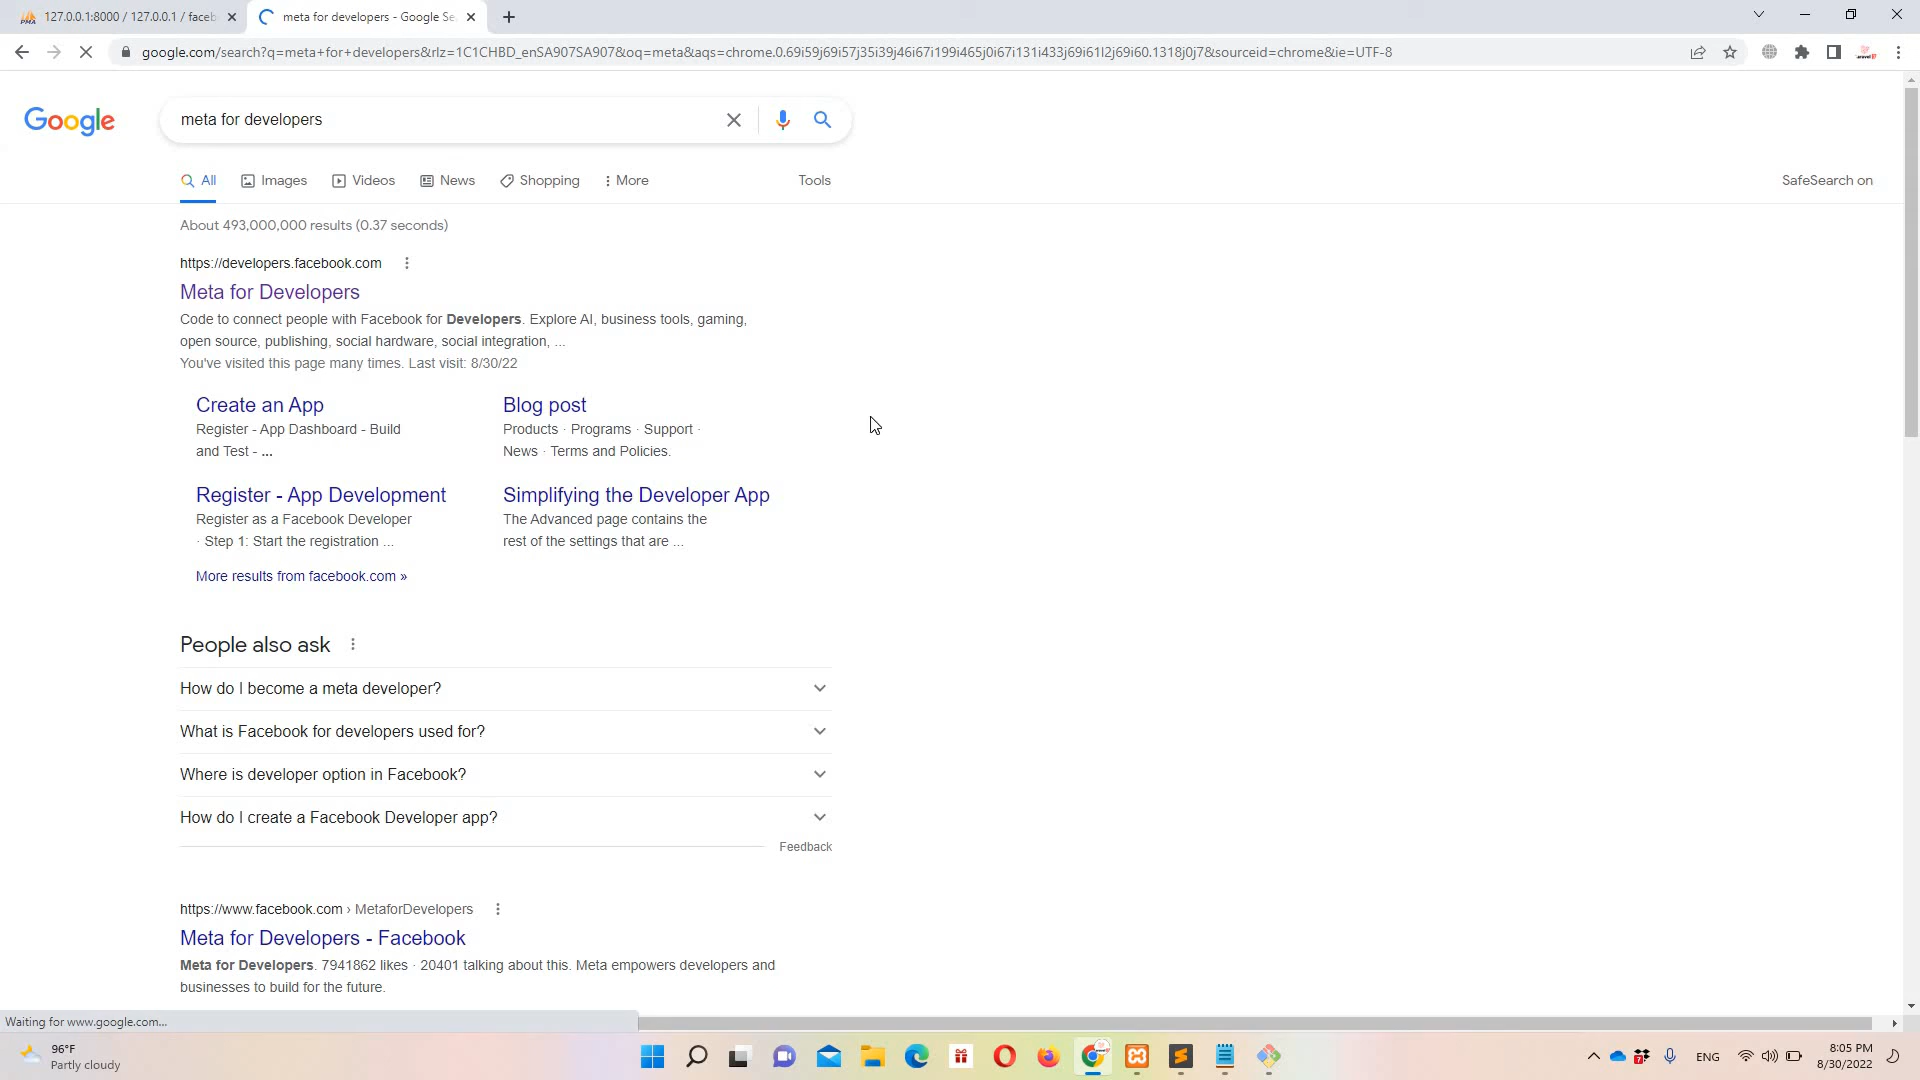 127.0.0.1:8000 / 127.0.0.1 / faceb
meta for developers - Google Se
google.com/search?q=meta+for+developers&rlz=1C1CHBD_enSA907SA907&oq=meta&aqs=chrome.0.69i59j69i57j35i39j46i67i199i465j0i67i131i433j69i61l2j69i60.1318j0j7&sourceid=chrome&ie=UTF-8
Google
meta for developers
All
Images
Videos
News
Shopping
More
Tools
SafeSearch on
About 493,000,000 results (0.37 seconds)
https://developers.facebook.com
Meta for Developers
Code to connect people with Facebook for Developers. Explore AI, business tools, gaming,
open source, publishing, social hardware, social integration, ...
You've visited this page many times. Last visit: 8/30/22
Create an App
Register - App Dashboard - Build
and Test - ...
Blog post
Products · Programs · Support ·
News · Terms and Policies.
Register - App Development
Register as a Facebook Developer
· Step 1: Start the registration ...
Simplifying the Developer App
The Advanced page contains the
rest of the settings that are ...
More results from facebook.com »
People also ask
How do I become a meta developer?
What is Facebook for developers used for?
Where is developer option in Facebook?
How do I create a Facebook Developer app?
Feedback
https://www.facebook.com › MetaforDevelopers
Meta for Developers - Facebook
Meta for Developers. 7941862 likes · 20401 talking about this. Meta empowers developers and
businesses to build for the future.
Waiting for www.google.com...
96°F
Partly cloudy
7
ENG
8:05 PM
8/30/2022